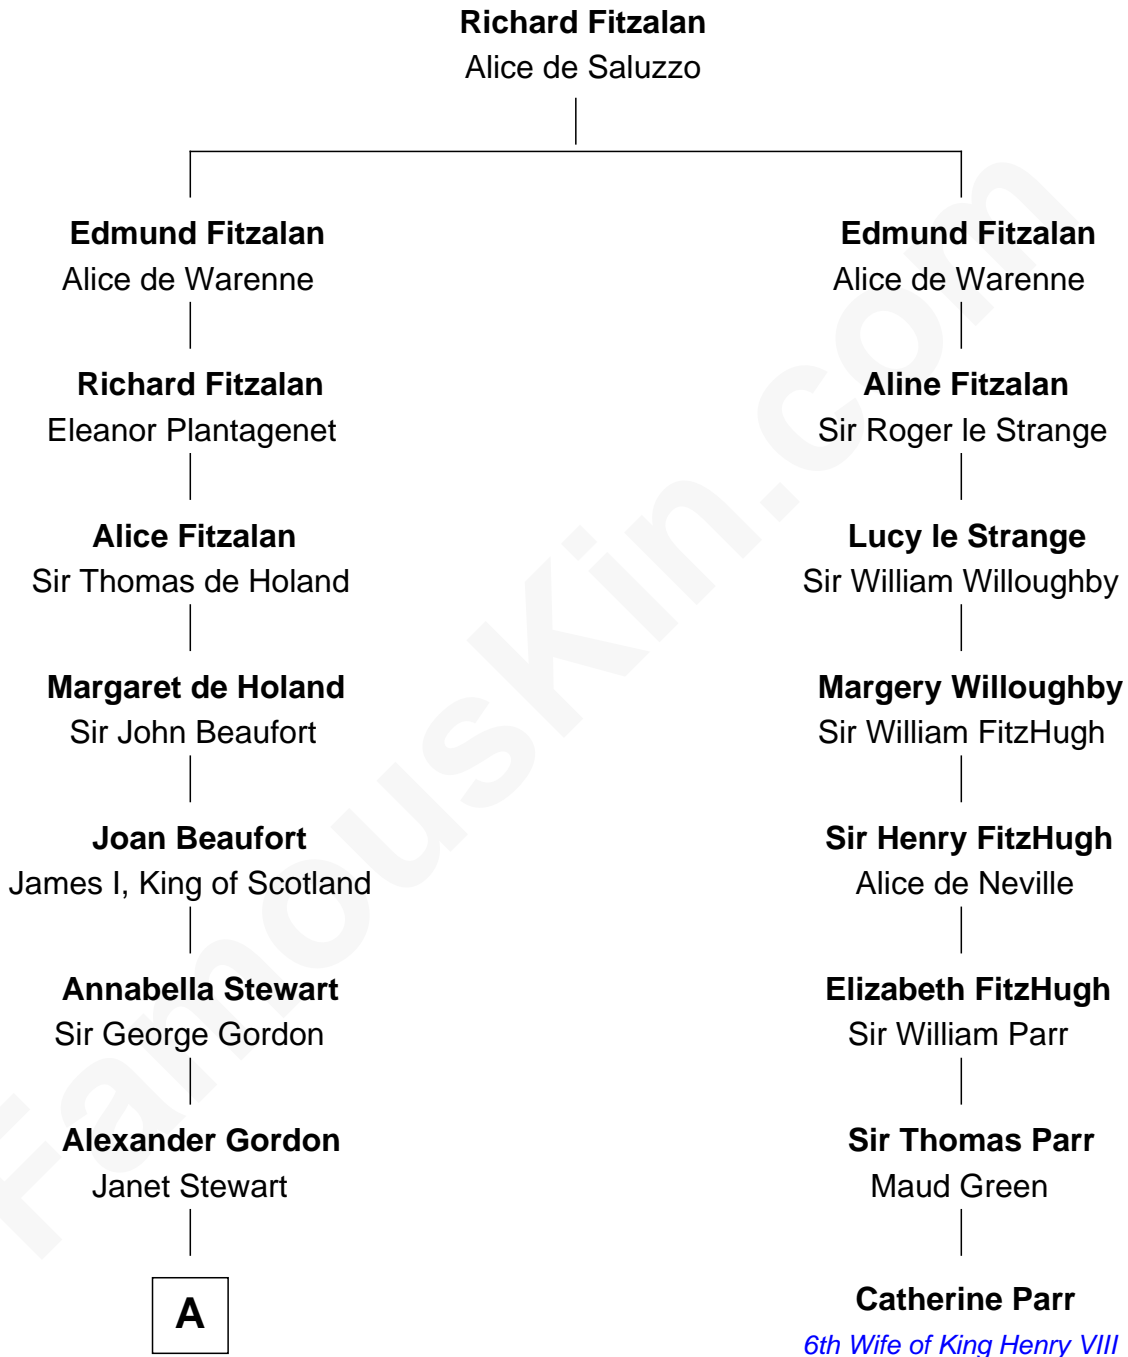 Richard Fitzalan
Alice de Saluzzo
Edmund Fitzalan
Alice de Warenne
Edmund Fitzalan
Alice de Warenne
Richard Fitzalan
Eleanor Plantagenet
Aline Fitzalan
Sir Roger le Strange
Alice Fitzalan
Sir Thomas de Holand
Lucy le Strange
Sir William Willoughby
Margaret de Holand
Sir John Beaufort
Margery Willoughby
Sir William FitzHugh
Joan Beaufort
James I, King of Scotland
Sir Henry FitzHugh
Alice de Neville
Annabella Stewart
Sir George Gordon
Elizabeth FitzHugh
Sir William Parr
Alexander Gordon
Janet Stewart
Sir Thomas Parr
Maud Green
A
Catherine Parr
6th Wife of King Henry VIII
FamousKin.com